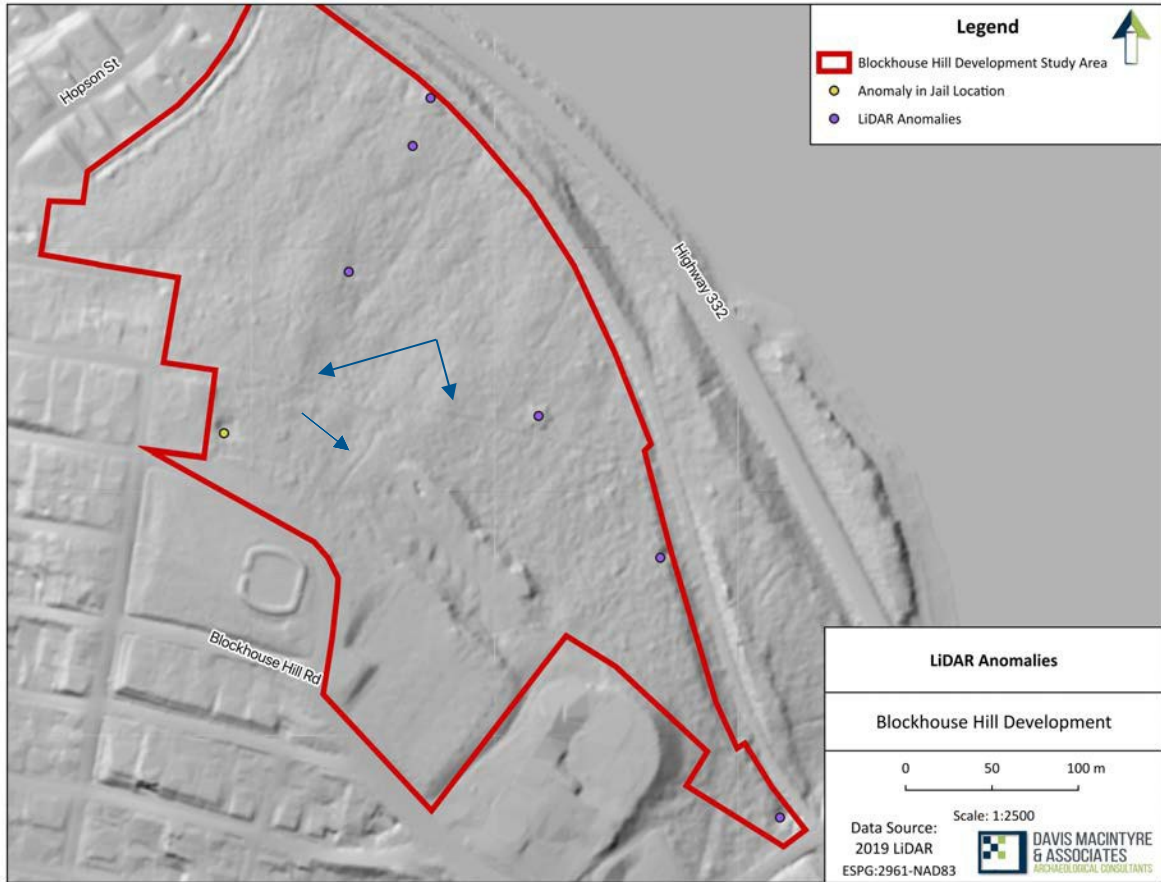 Legend
Blockhouse Hill Development Study Area
Anomaly in Jail Location
LiDAR Anomalies
Hopson St
Highway 332
Blockhouse Hill Rd
LiDAR Anomalies
Blockhouse Hill Development
0 50 100 m
Scale: 1:2500
Data Source:
2019 LiDAR
ESPG:2961-NAD83
DAVIS MACINTYRE
& ASSOCIATES
ARCHAEOLOGICAL CONSULTANTS